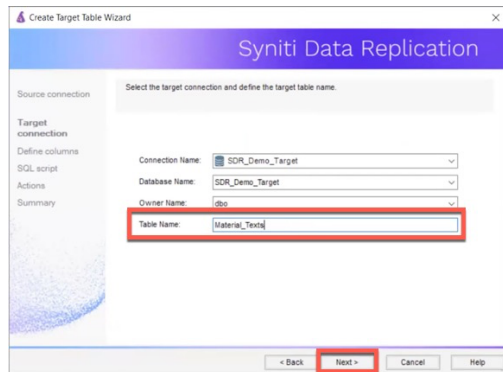 Create Target Table Wizard
Syniti Data Replication
Source connection
Target
connection
Define columns
SQL script
Actions
Summary
Select the target connection and define the target table name.
Connection Name: SDR_Demo_Target
Database Name: SDR_Demo_Target
Owner Name: dbo
Table Name: Material_Texts
< Back Next > Cancel Help